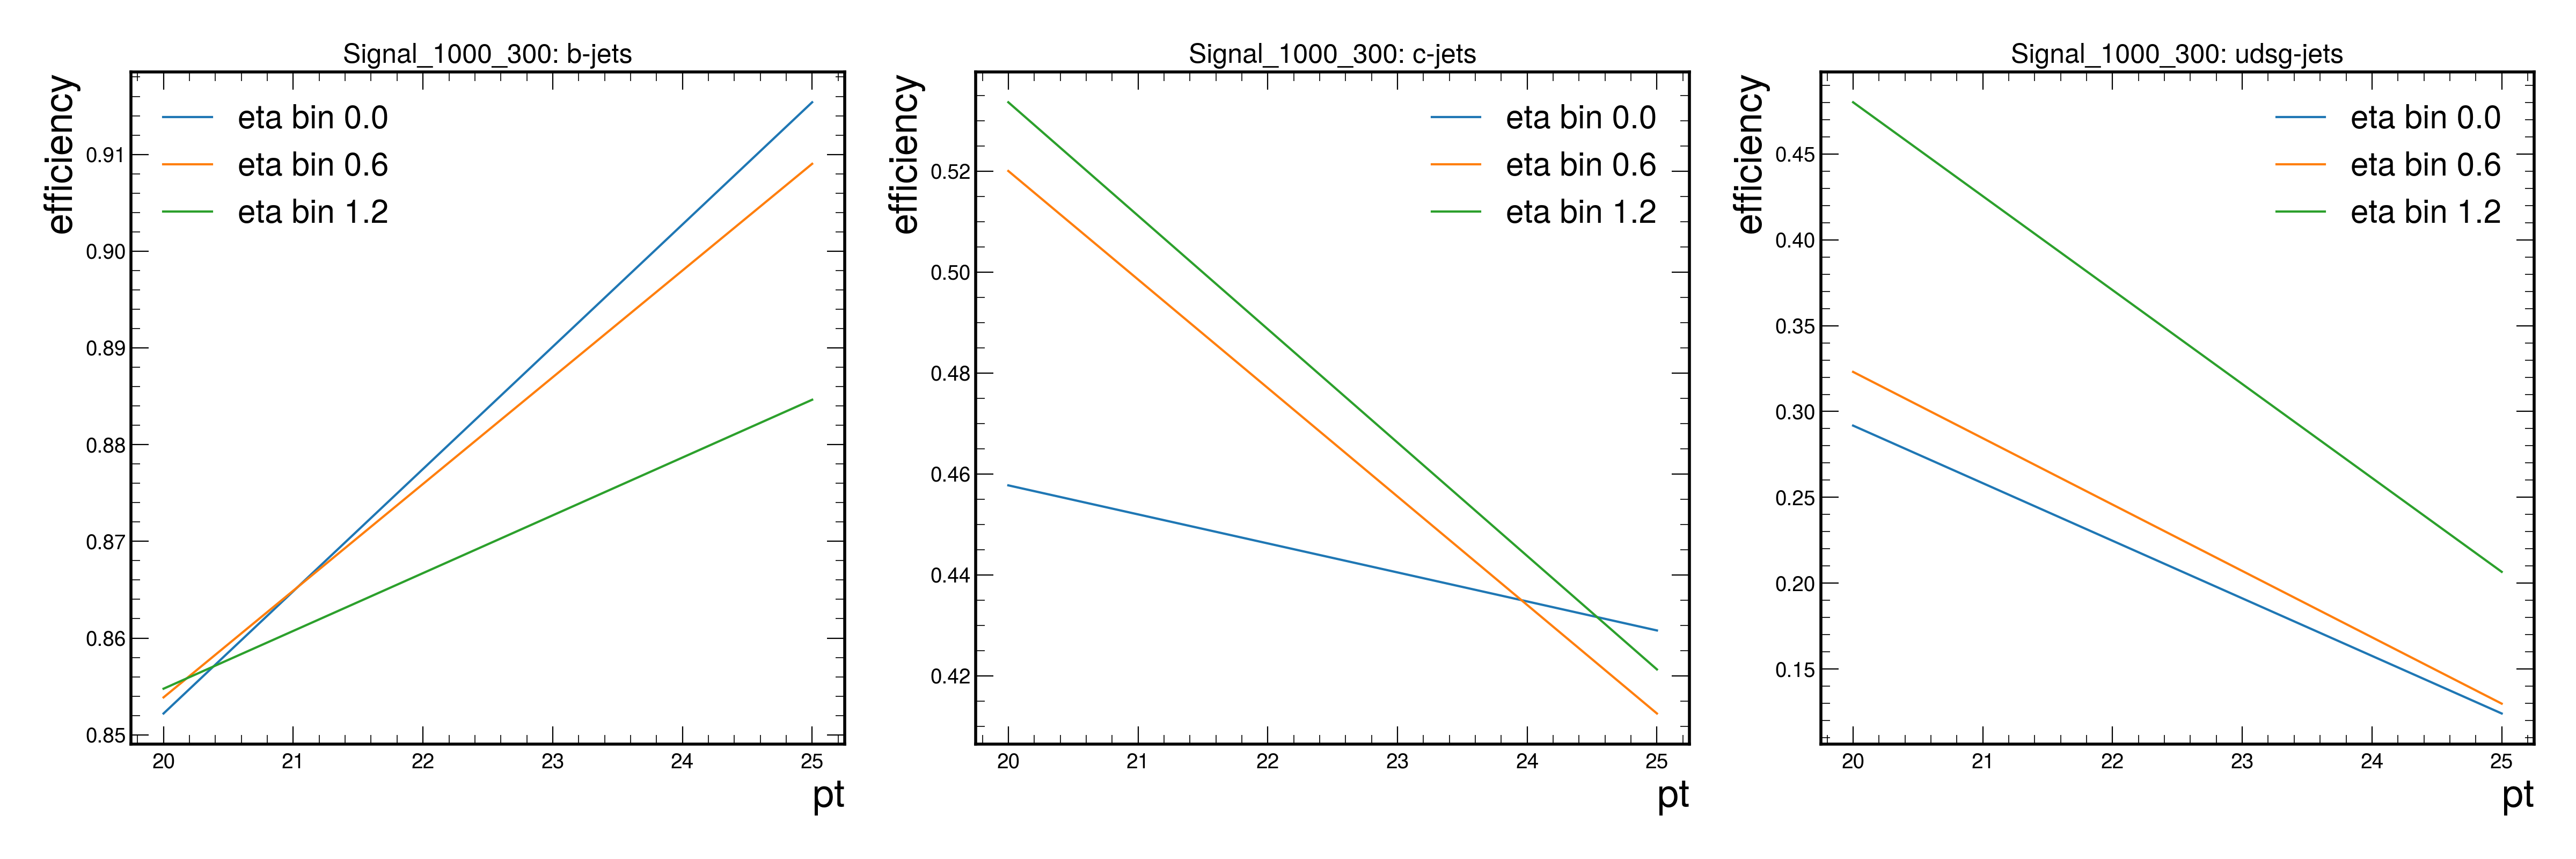 Signal_1000_300: b-jets
efficiency
eta bin 0.0
eta bin 0.6
eta bin 1.2
0.91
0.90
0.89
0.88
0.87
0.86
0.85
20 21 22 23 24 25
pt
Signal_1000_300: c-jets
efficiency
eta bin 0.0
eta bin 0.6
eta bin 1.2
0.52
0.50
0.48
0.46
0.44
0.42
20 21 22 23 24 25
pt
Signal_1000_300: udsg-jets
efficiency
eta bin 0.0
eta bin 0.6
eta bin 1.2
0.45
0.40
0.35
0.30
0.25
0.20
0.15
20 21 22 23 24 25
pt